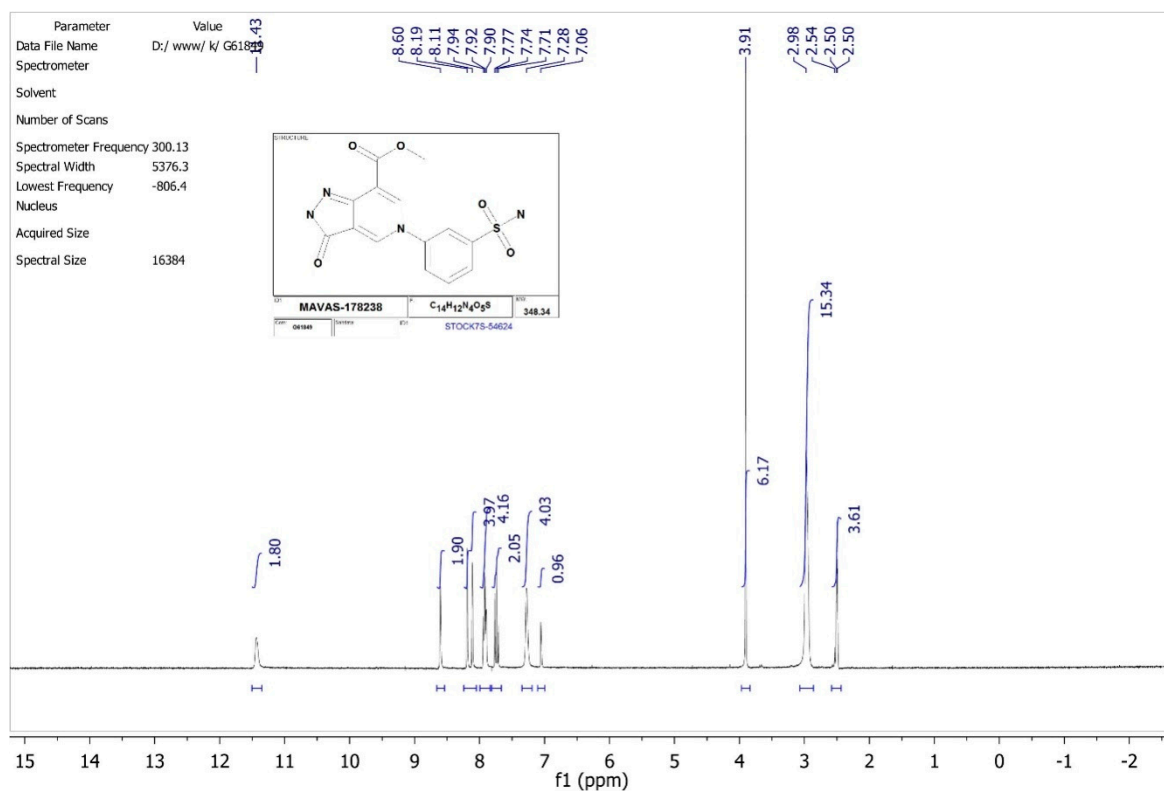 Parameter Value
Data File Name D:/ www/ k/ G61849
Spectrometer
Solvent
Number of Scans
Spectrometer Frequency 300.13
Spectral Width 5376.3
Lowest Frequency -806.4
Nucleus
Acquired Size
Spectral Size 16384
11.43
8.60
8.19
8.11
7.94
7.92
7.90
7.77
7.74
7.71
7.28
7.06
3.91
2.98
2.54
2.50
2.50
STRUCTURE
O
O
N
N
O
N
O
S
N
O
MAVAS-178238
C14H12N4O5S
348.34
G61849
STOCK7S-54624
1.80
1.90
3.97
4.16
2.05
4.03
0.96
6.17
15.34
3.61
15 14 13 12 11 10 9 8 7 6 5 4 3 2 1 0 -1 -2
f1 (ppm)